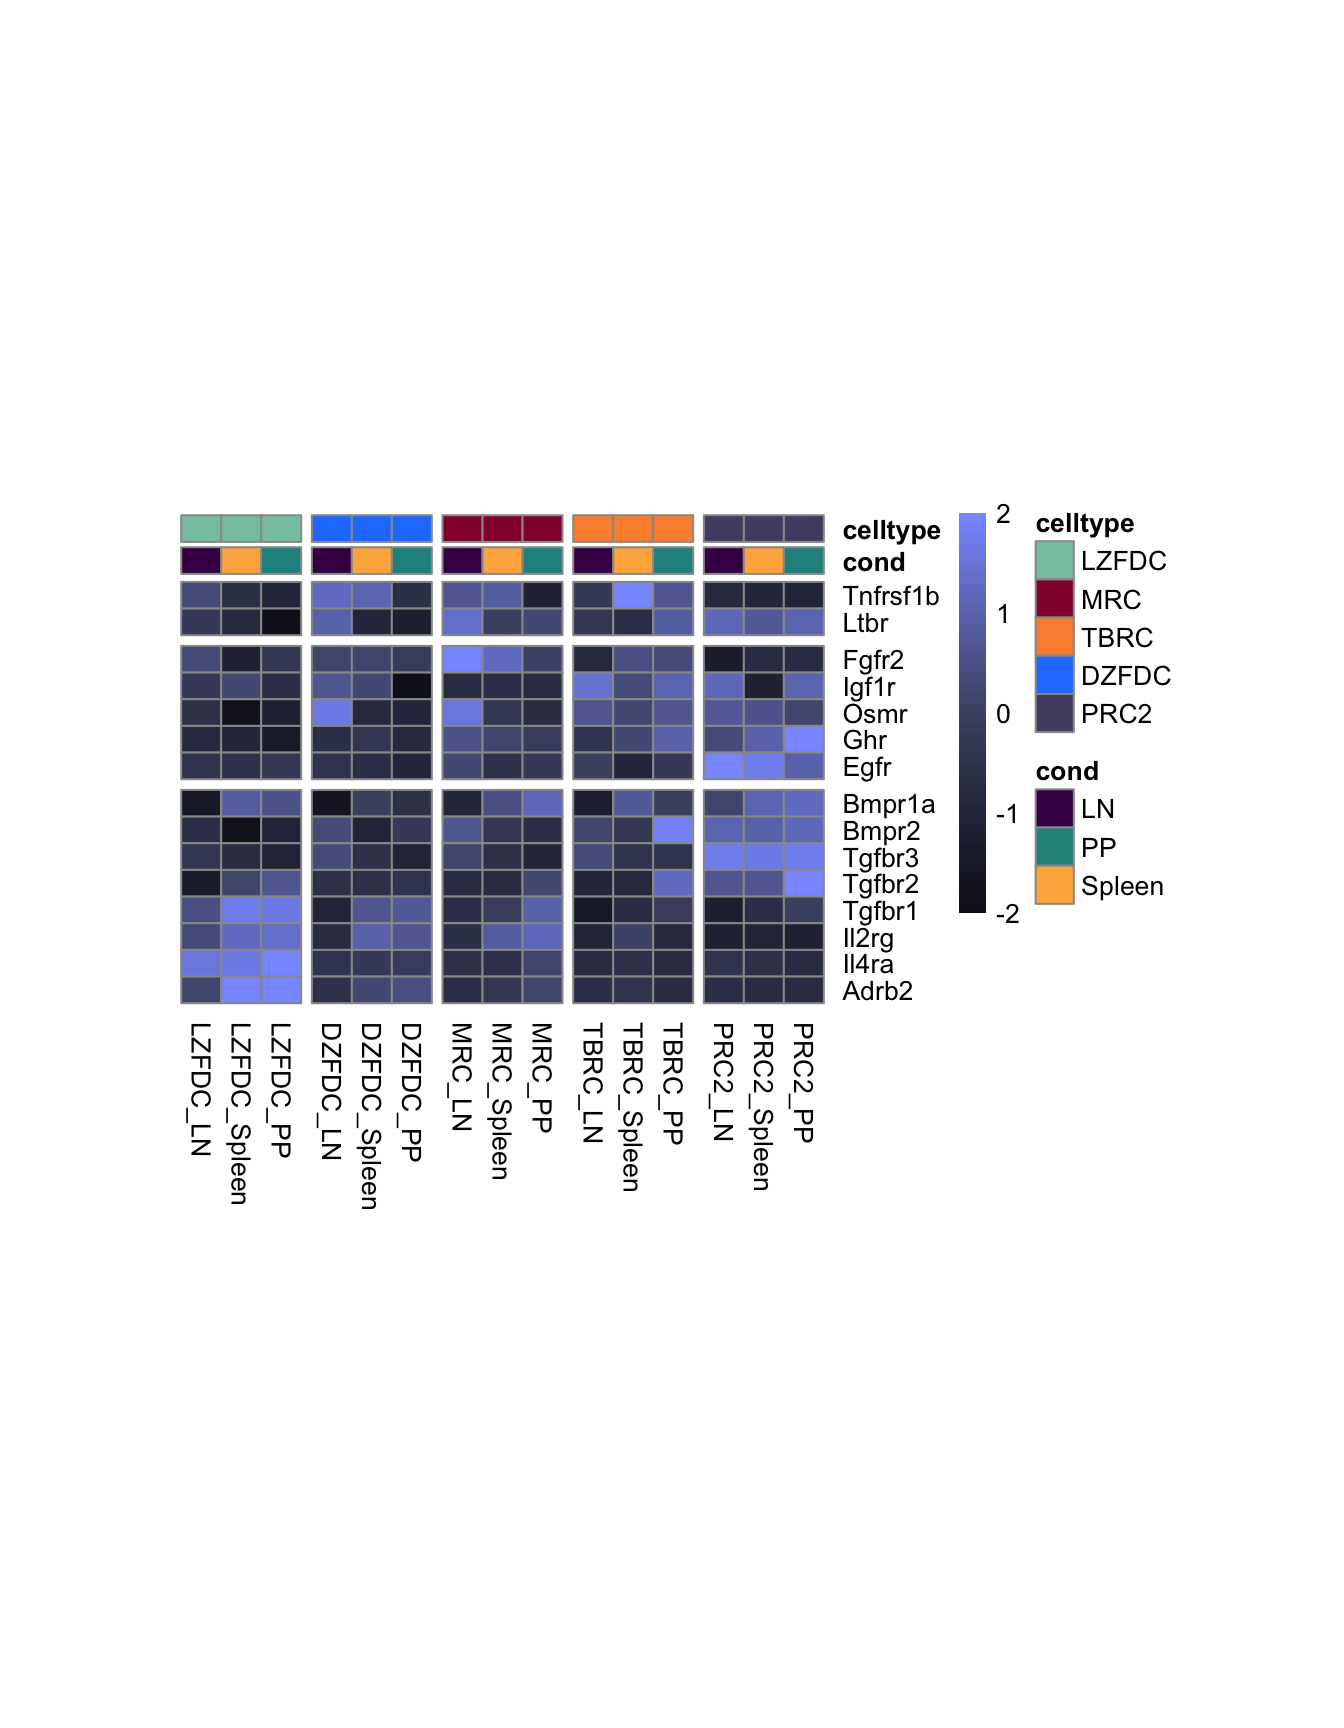 celltype
cond
Tnfrsf1b
Ltbr
Fgfr2
Igf1r
Osmr
Ghr
Egfr
Bmpr1a
Bmpr2
Tgfbr3
Tgfbr2
Tgfbr1
Il2rg
Il4ra
Adrb2
LZFDC_LN
LZFDC_Spleen
LZFDC_PP
DZFDC_LN
DZFDC_Spleen
DZFDC_PP
MRC_LN
MRC_Spleen
MRC_PP
TBRC_LN
TBRC_Spleen
TBRC_PP
PRC2_LN
PRC2_Spleen
PRC2_PP
2
1
0
-1
-2
celltype
LZFDC
MRC
TBRC
DZFDC
PRC2
cond
LN
PP
Spleen